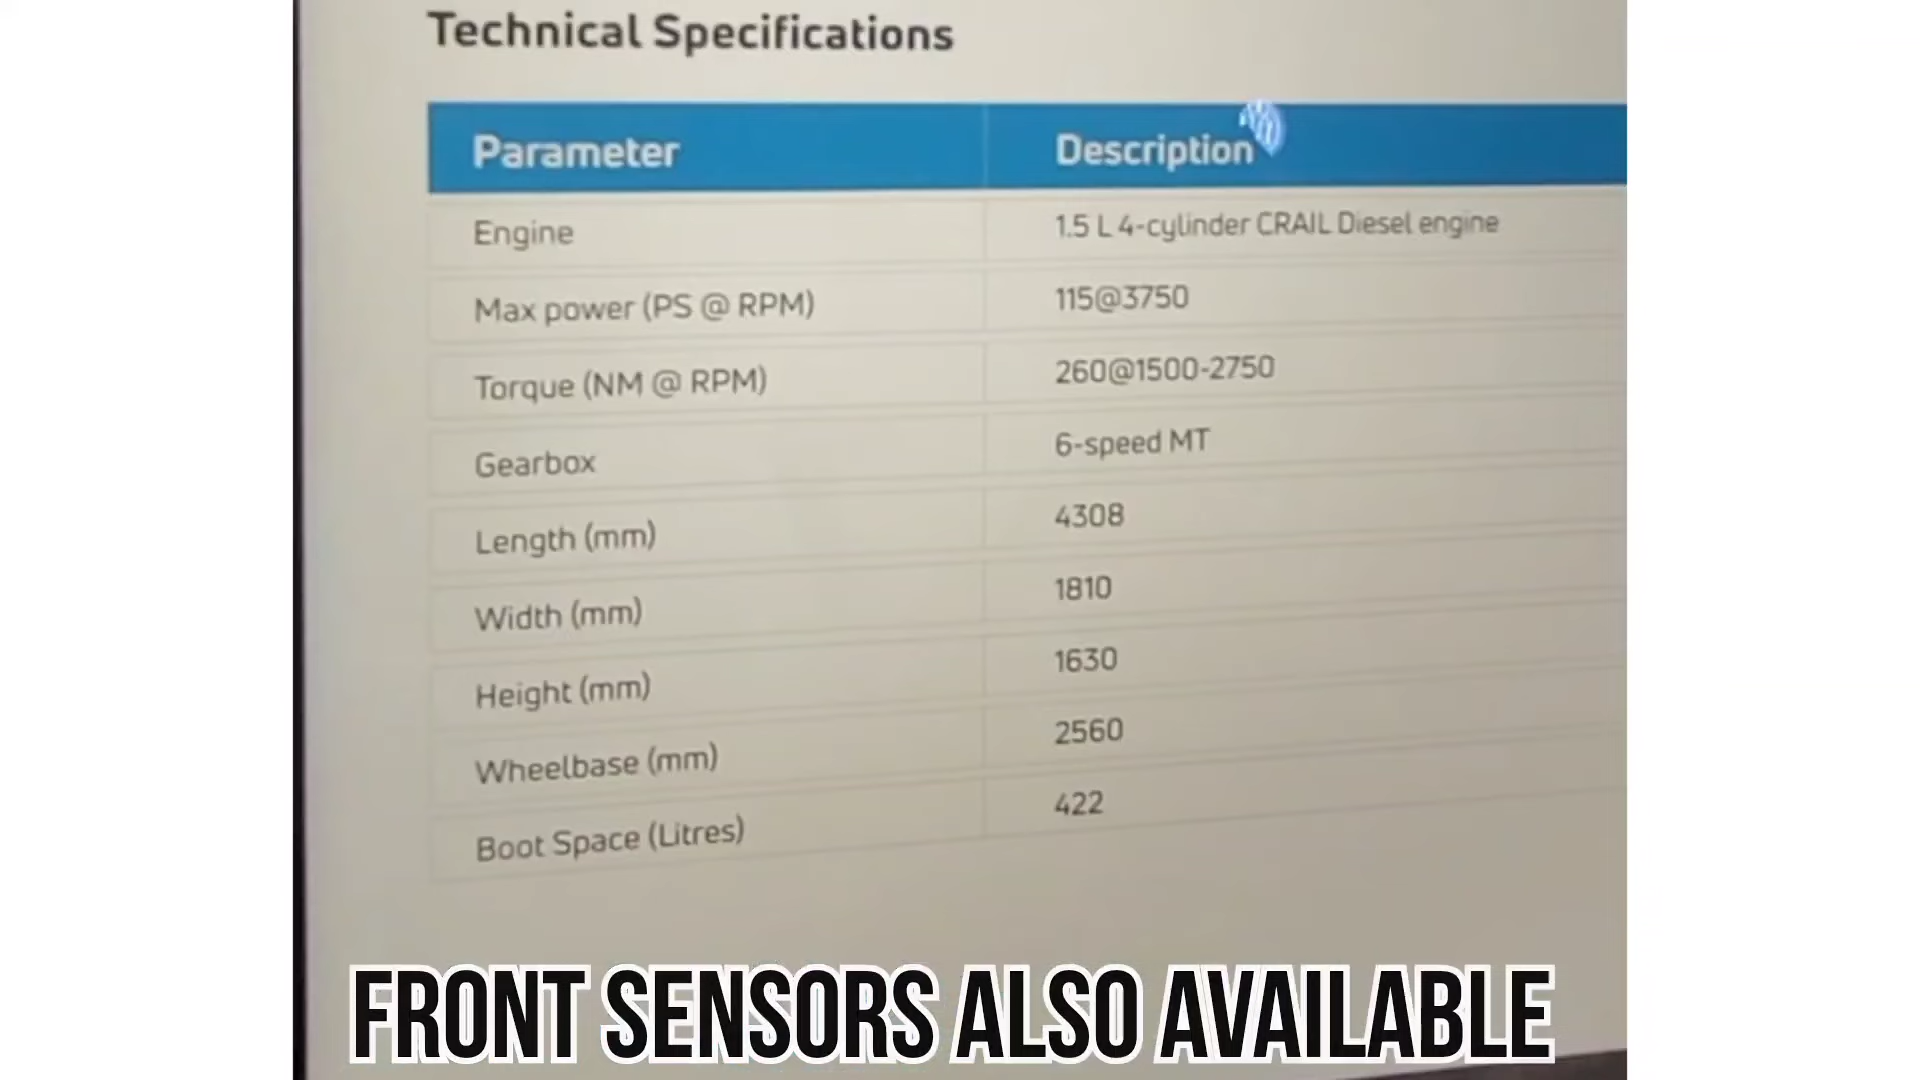 Technical Specifications
Parameter Description
Engine 1.5 L 4-cylinder CRAIL Diesel engine
Max power (PS @ RPM) 115@3750
Torque (NM @ RPM) 260@1500-2750
Gearbox 6-speed MT
Length (mm) 4308
Width (mm) 1810
Height (mm) 1630
Wheelbase (mm) 2560
Boot Space (Litres) 422
FRONT SENSORS ALSO AVAILABLE